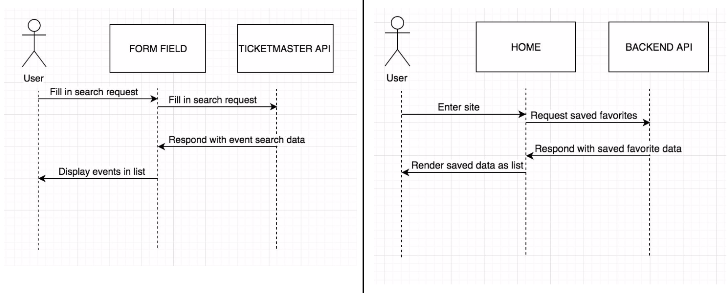 FORM FIELD
TICKETMASTER API
User
Fill in search request
Fill in search request
Respond with event search data
Display events in list
HOME
BACKEND API
User
Enter site
Request saved favorites
Respond with saved favorite data
Render saved data as list